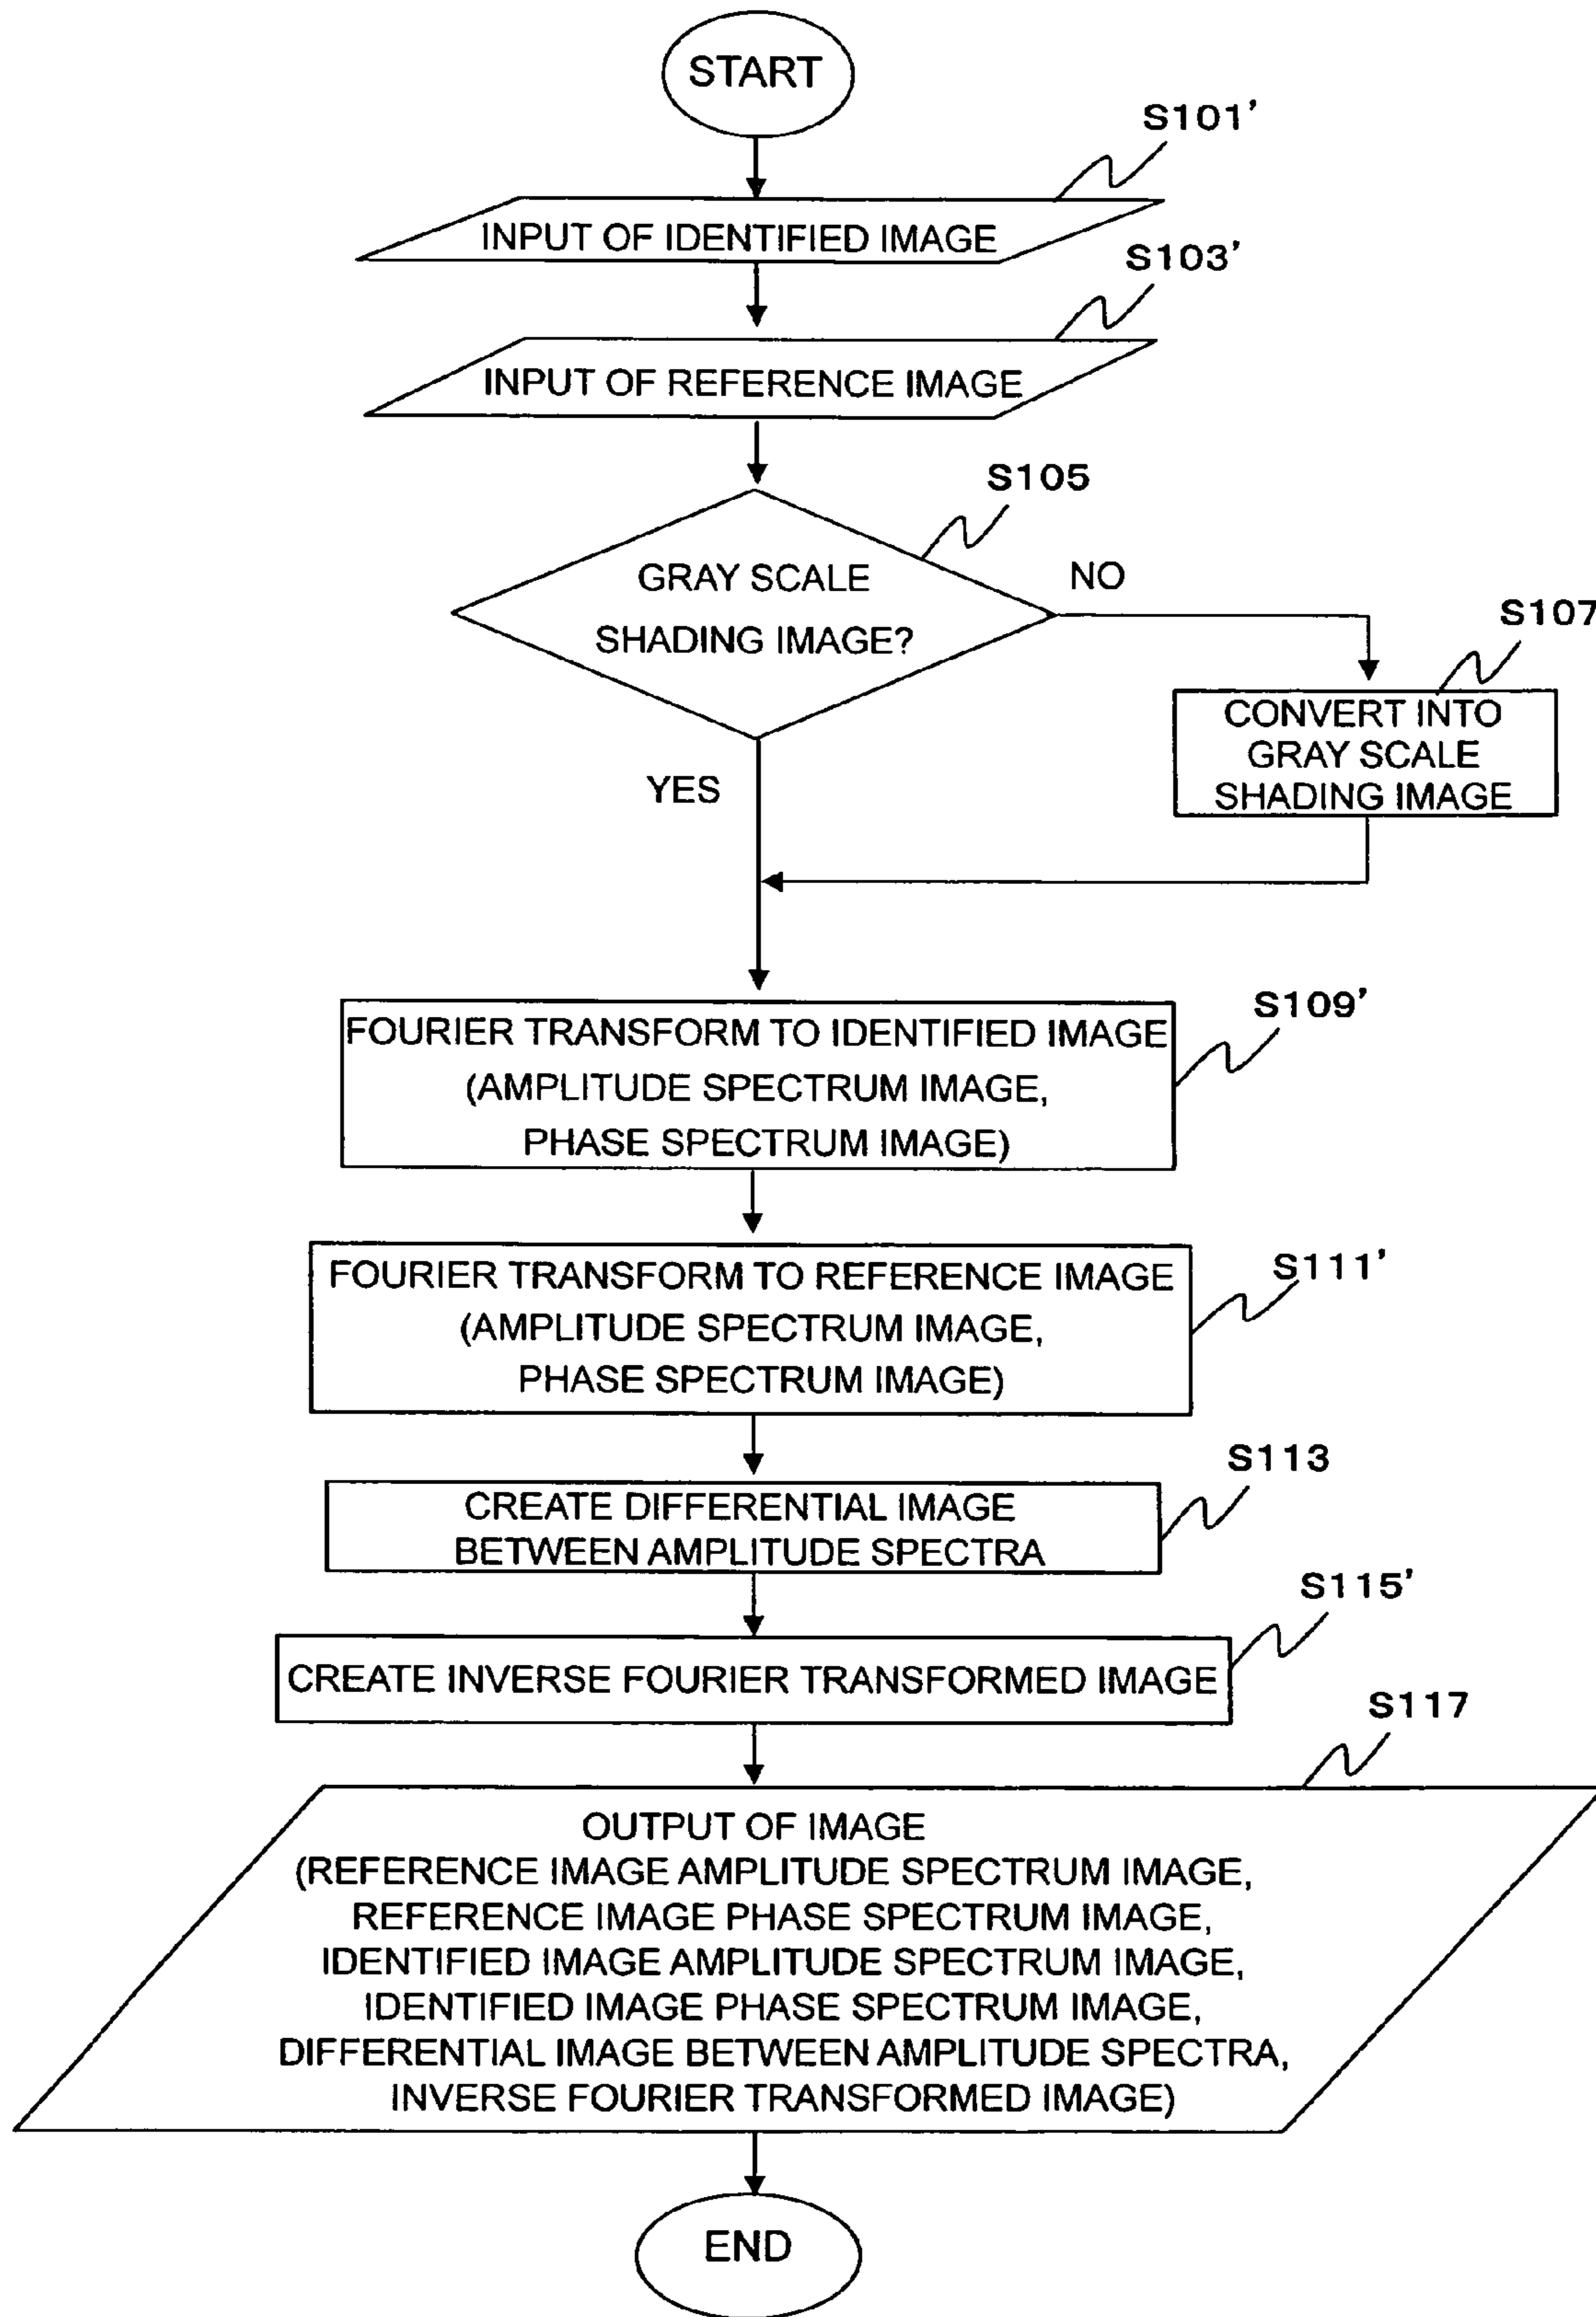 START
S101'
INPUT OF IDENTIFIED IMAGE
S103'
INPUT OF REFERENCE IMAGE
S105
GRAY SCALE
SHADING IMAGE?
NO
S107
CONVERT INTO
GRAY SCALE
SHADING IMAGE
YES
S109'
FOURIER TRANSFORM TO IDENTIFIED IMAGE
(AMPLITUDE SPECTRUM IMAGE,
PHASE SPECTRUM IMAGE)
S111'
FOURIER TRANSFORM TO REFERENCE IMAGE
(AMPLITUDE SPECTRUM IMAGE,
PHASE SPECTRUM IMAGE)
S113
CREATE DIFFERENTIAL IMAGE
BETWEEN AMPLITUDE SPECTRA
S115'
CREATE INVERSE FOURIER TRANSFORMED IMAGE
S117
OUTPUT OF IMAGE
(REFERENCE IMAGE AMPLITUDE SPECTRUM IMAGE,
REFERENCE IMAGE PHASE SPECTRUM IMAGE,
IDENTIFIED IMAGE AMPLITUDE SPECTRUM IMAGE,
IDENTIFIED IMAGE PHASE SPECTRUM IMAGE,
DIFFERENTIAL IMAGE BETWEEN AMPLITUDE SPECTRA,
INVERSE FOURIER TRANSFORMED IMAGE)
END